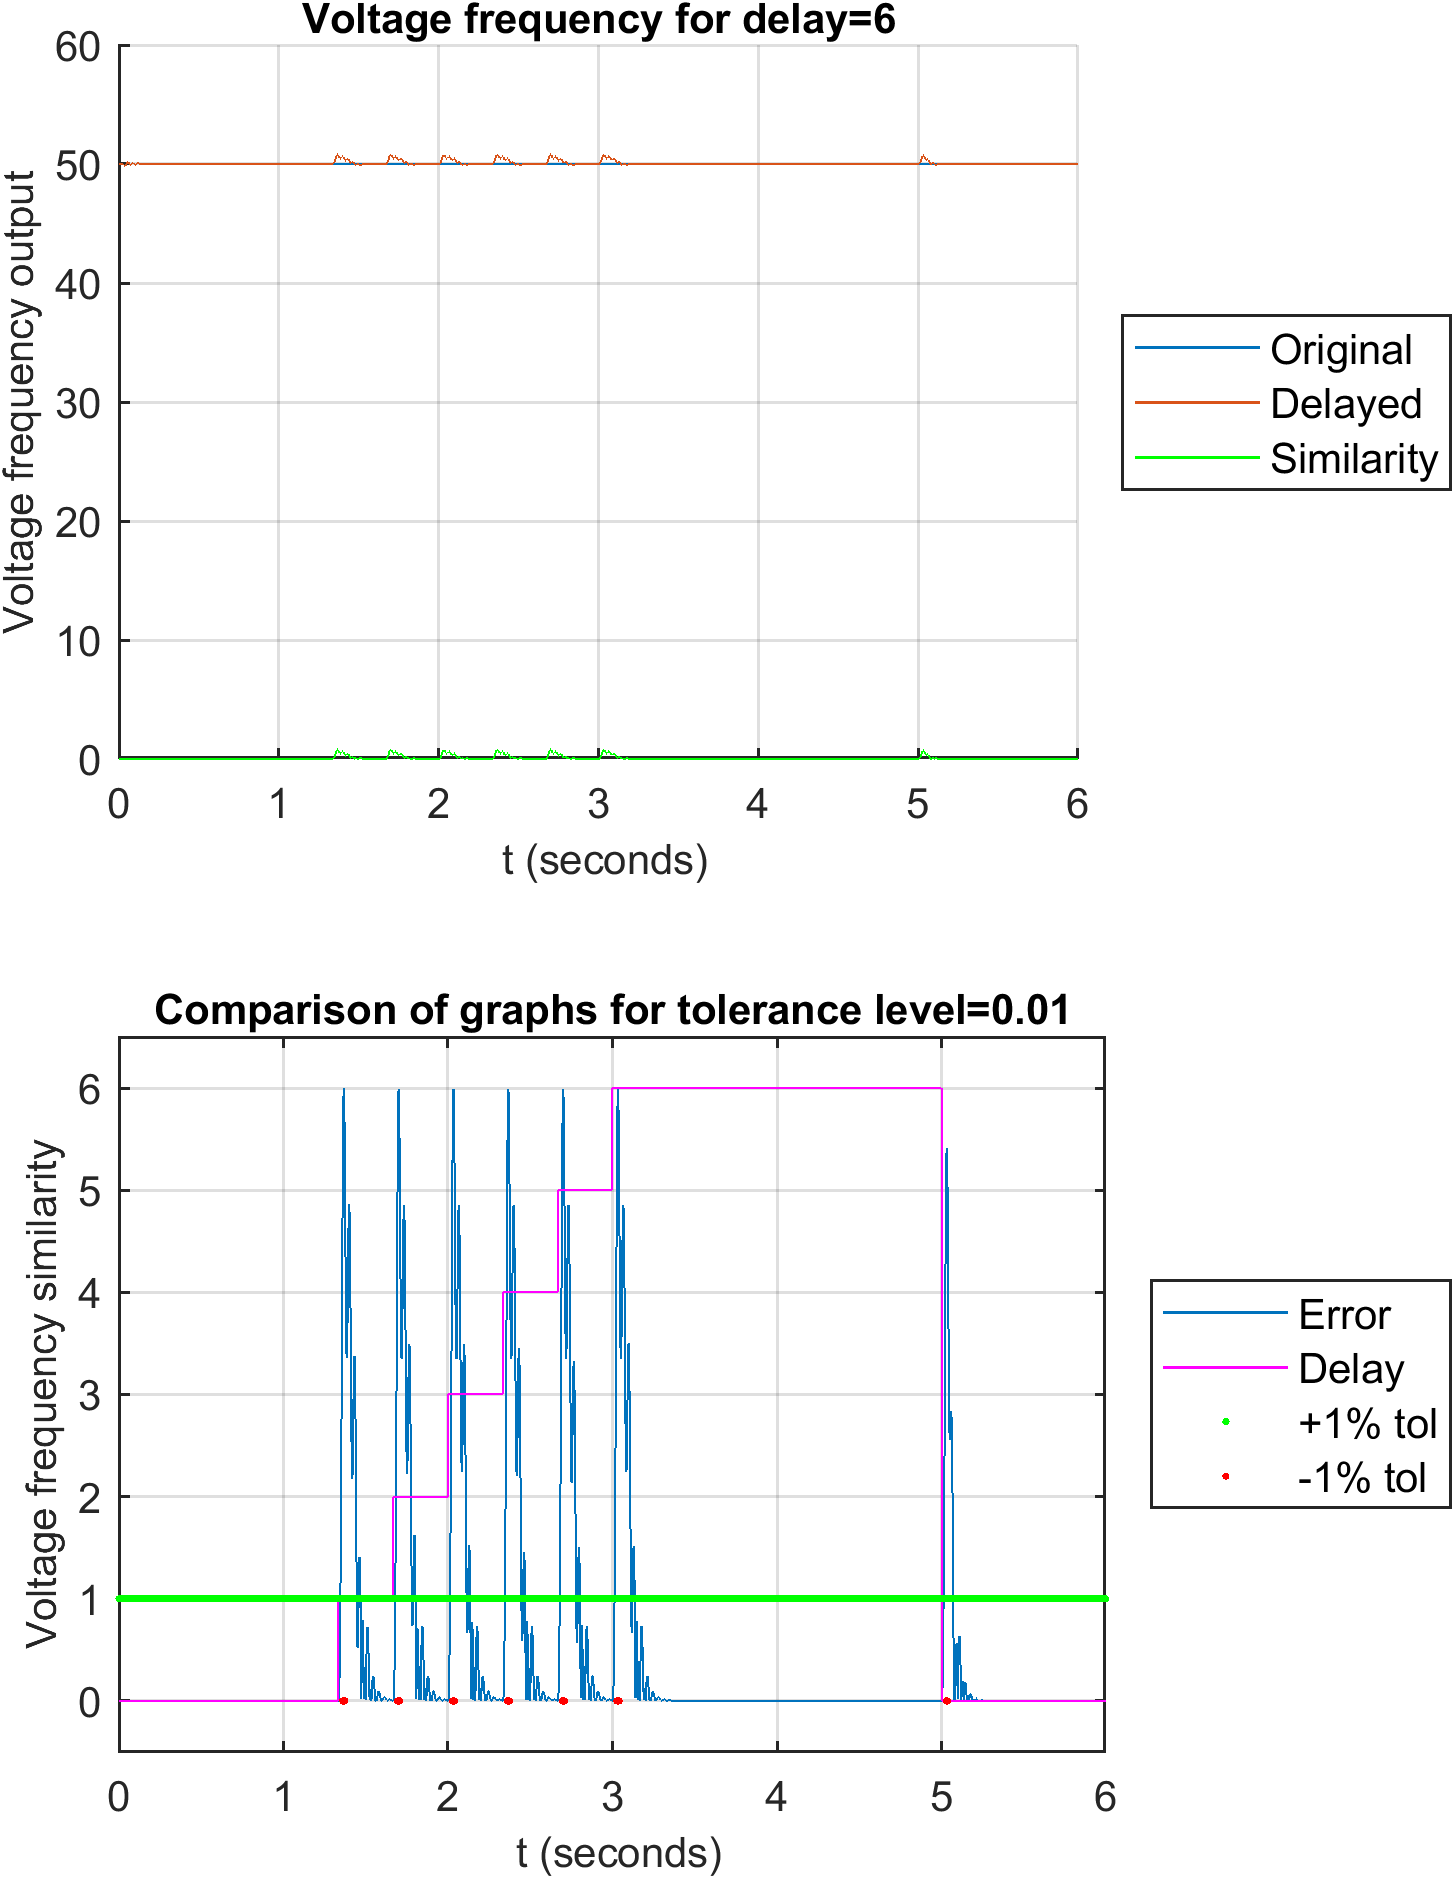 Voltage frequency for delay=6
60
50
40
30
20
10
0
Voltage frequency output
0 1 2 3 4 5 6
t (seconds)
Original
Delayed
Similarity
Comparison of graphs for tolerance level=0.01
6
5
4
3
2
1
0
Voltage frequency similarity
0 1 2 3 4 5 6
t (seconds)
Error
Delay
+1% tol
-1% tol